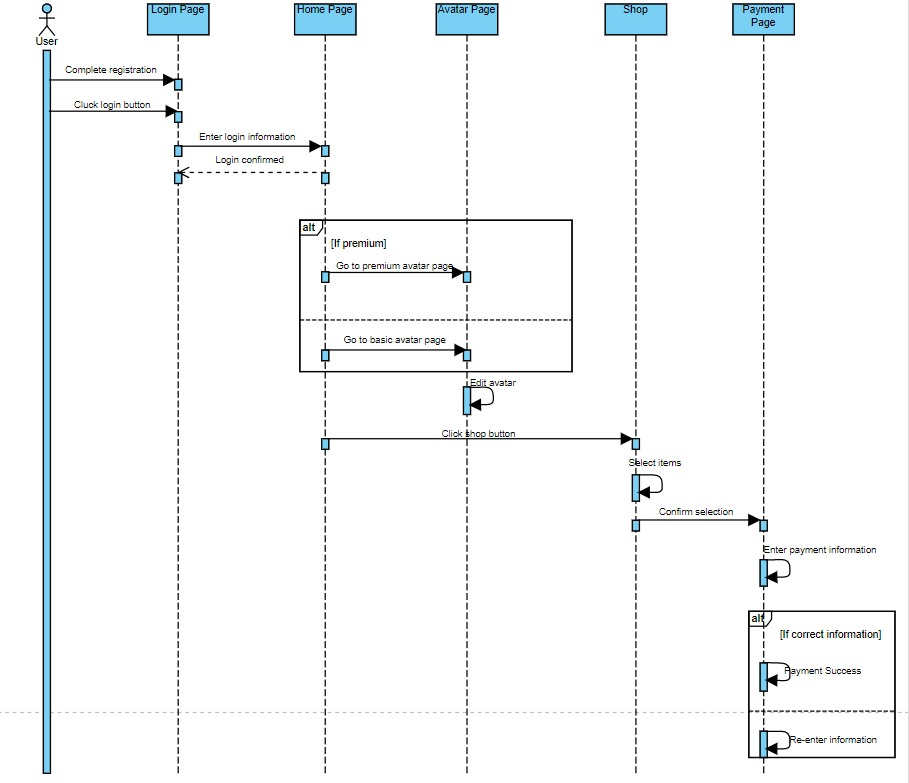 User
Login Page
Home Page
Avatar Page
Shop
Payment
Page
Complete registration
Cluck login button
Enter login information
Login confirmed
alt
[If premium]
Go to premium avatar page
Go to basic avatar page
Edit avatar
Click shop button
Select items
Confirm selection
Enter payment information
alt
[If correct information]
Payment Success
Re-enter information